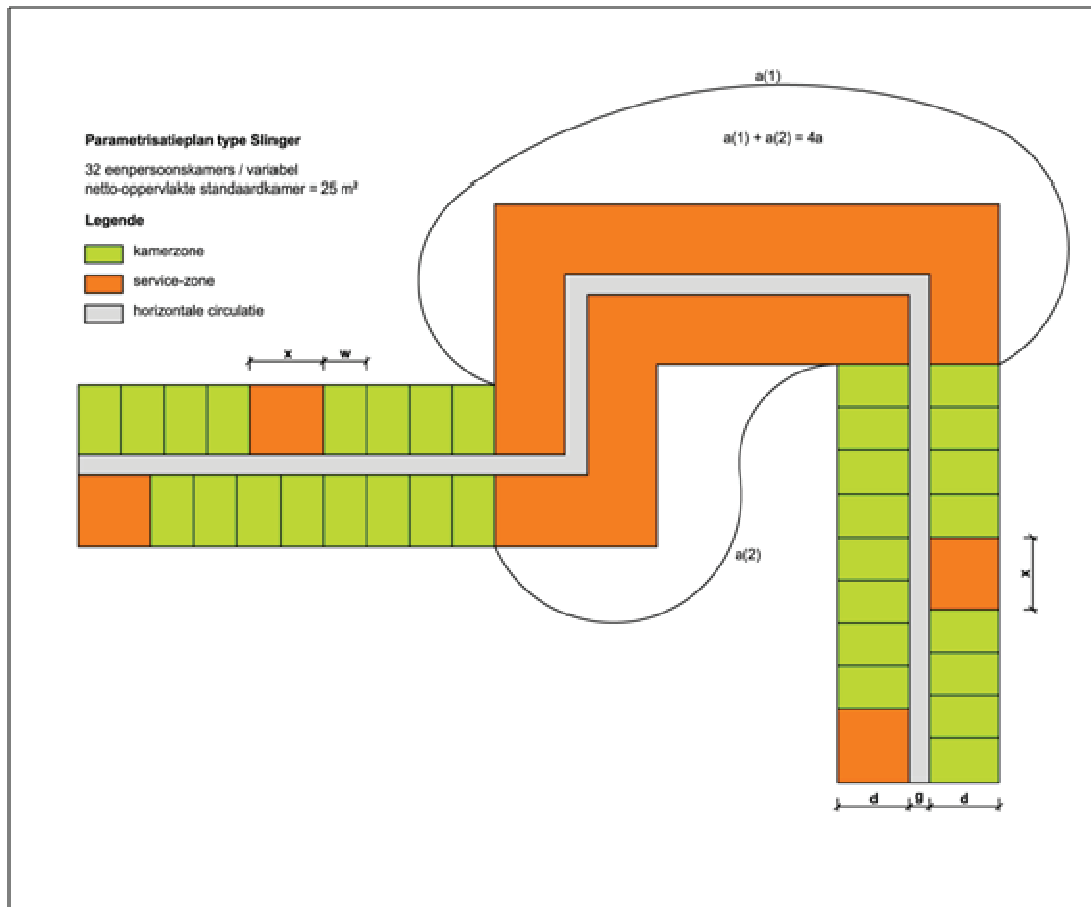 a(1)
a(1) + a(2) = 4a
Parametrisatieplan type Slinger
32 eenpersoonskamers / variabel
netto-oppervlakte standaardkamer = 25 m²
Legende
kamerzone
service-zone
horizontale circulatie
x
w
a(2)
x
d
g
d